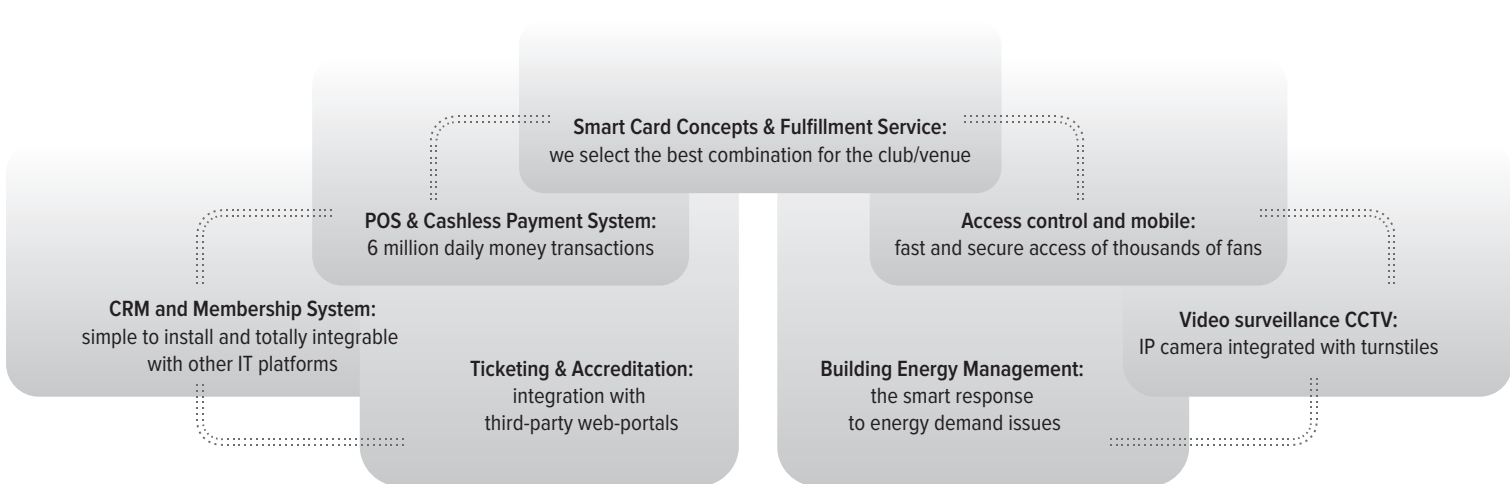 Smart Card Concepts & Fulfillment Service:
we select the best combination for the club/venue
POS & Cashless Payment System:
6 million daily money transactions
Access control and mobile:
fast and secure access of thousands of fans
CRM and Membership System:
simple to install and totally integrable
with other IT platforms
Ticketing & Accreditation:
integration with
third-party web-portals
Building Energy Management:
the smart response
to energy demand issues
Video surveillance CCTV:
IP camera integrated with turnstiles